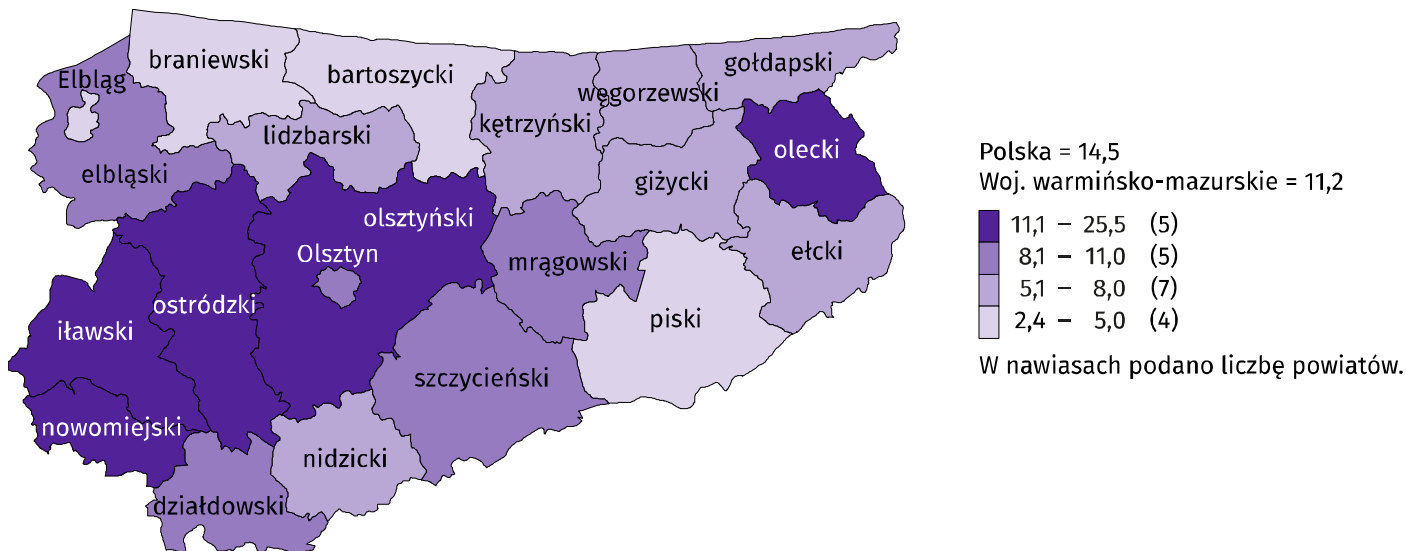 braniewski
bartoszycki
gołdapski
Elbląg
węgorzewski
kętrzyński
lidzbarski
olecki
elbląski
giżycki
olsztyński
Olsztyn
mrągowski
ełcki
ostródzki
iławski
piski
szczycieński
nowomiejski
nidzicki
działdowski
Polska = 14,5
Woj. warmińsko-mazurskie = 11,2
11,1 – 25,5 (5)
8,1 – 11,0 (5)
5,1 – 8,0 (7)
2,4 – 5,0 (4)
W nawiasach podano liczbę powiatów.